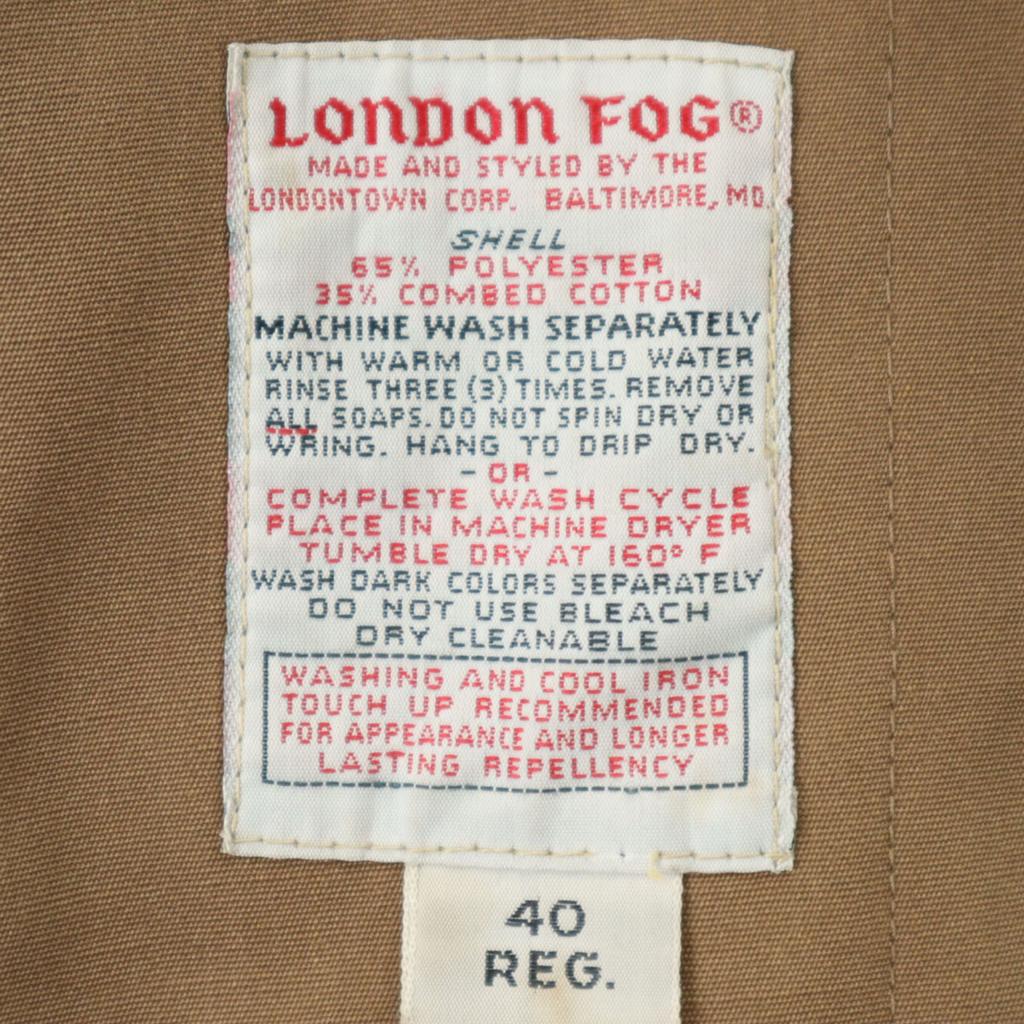 LONDON FOG®
MADE AND STYLED BY THE
LONDONTOWN CORP. BALTIMORE, MD.
SHELL
65% POLYESTER
35% COMBED COTTON
MACHINE WASH SEPARATELY
WITH WARM OR COLD WATER
RINSE THREE (3) TIMES. REMOVE
ALL SOAPS. DO NOT SPIN DRY OR
WRING. HANG TO DRIP DRY.
- OR -
COMPLETE WASH CYCLE
PLACE IN MACHINE DRYER
TUMBLE DRY AT 160° F
WASH DARK COLORS SEPARATELY
DO NOT USE BLEACH
DRY CLEANABLE
WASHING AND COOL IRON
TOUCH UP RECOMMENDED
FOR APPEARANCE AND LONGER
LASTING REPELLENCY
40
REG.